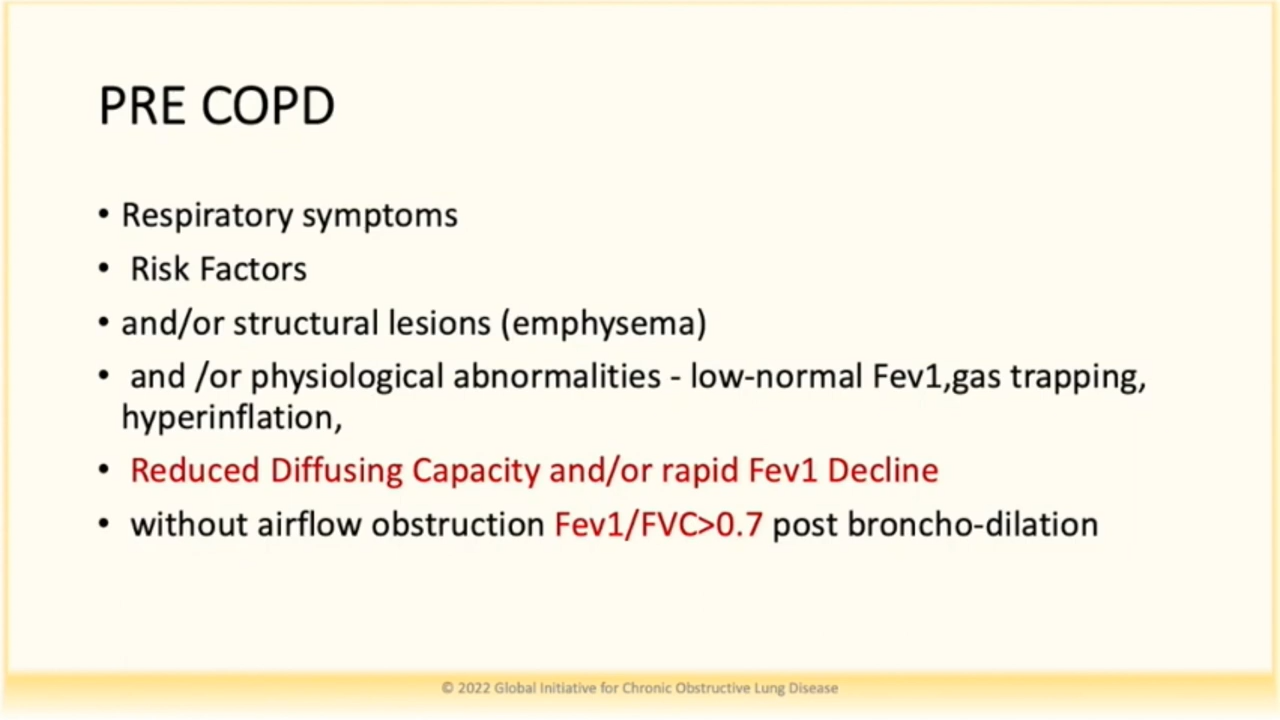 PRE COPD
• Respiratory symptoms
• Risk Factors
• and/or structural lesions (emphysema)
• and /or physiological abnormalities - low-normal Fev1,gas trapping,
hyperinflation,
• Reduced Diffusing Capacity and/or rapid Fev1 Decline
• without airflow obstruction Fev1/FVC>0.7 post broncho-dilation
© 2022 Global Initiative for Chronic Obstructive Lung Disease